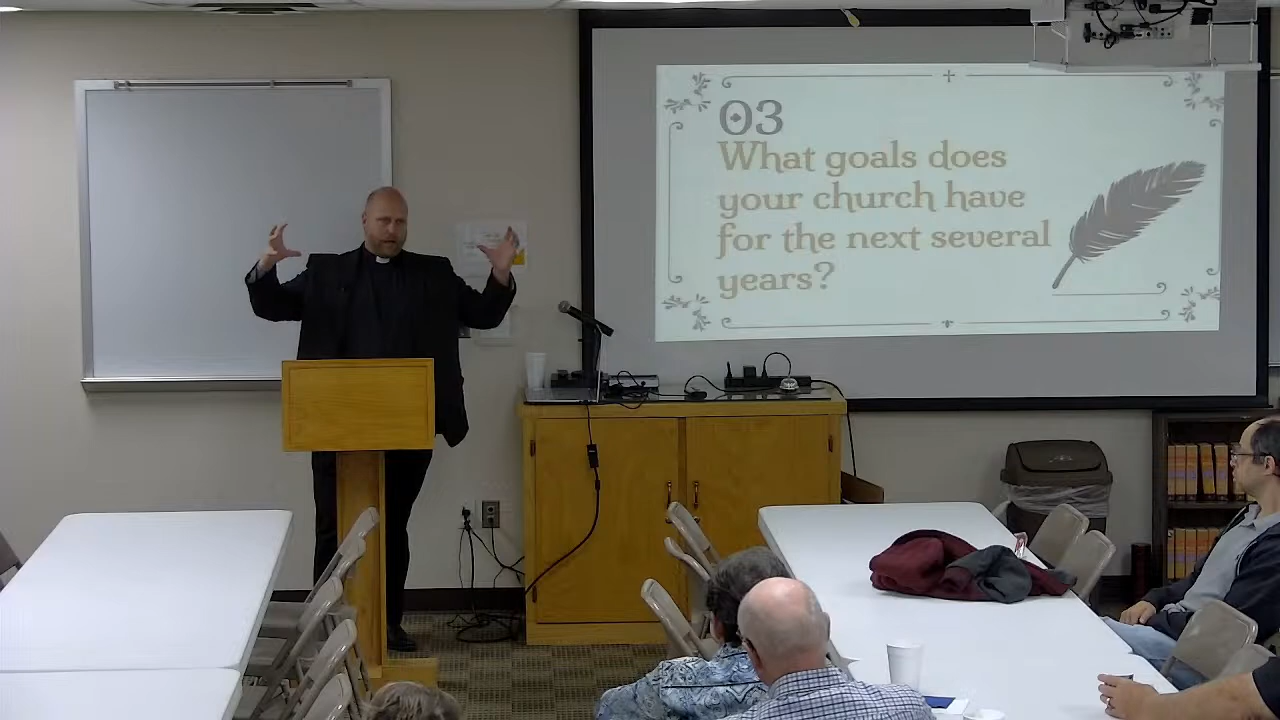 03
What goals does
your church have
for the next several
years?